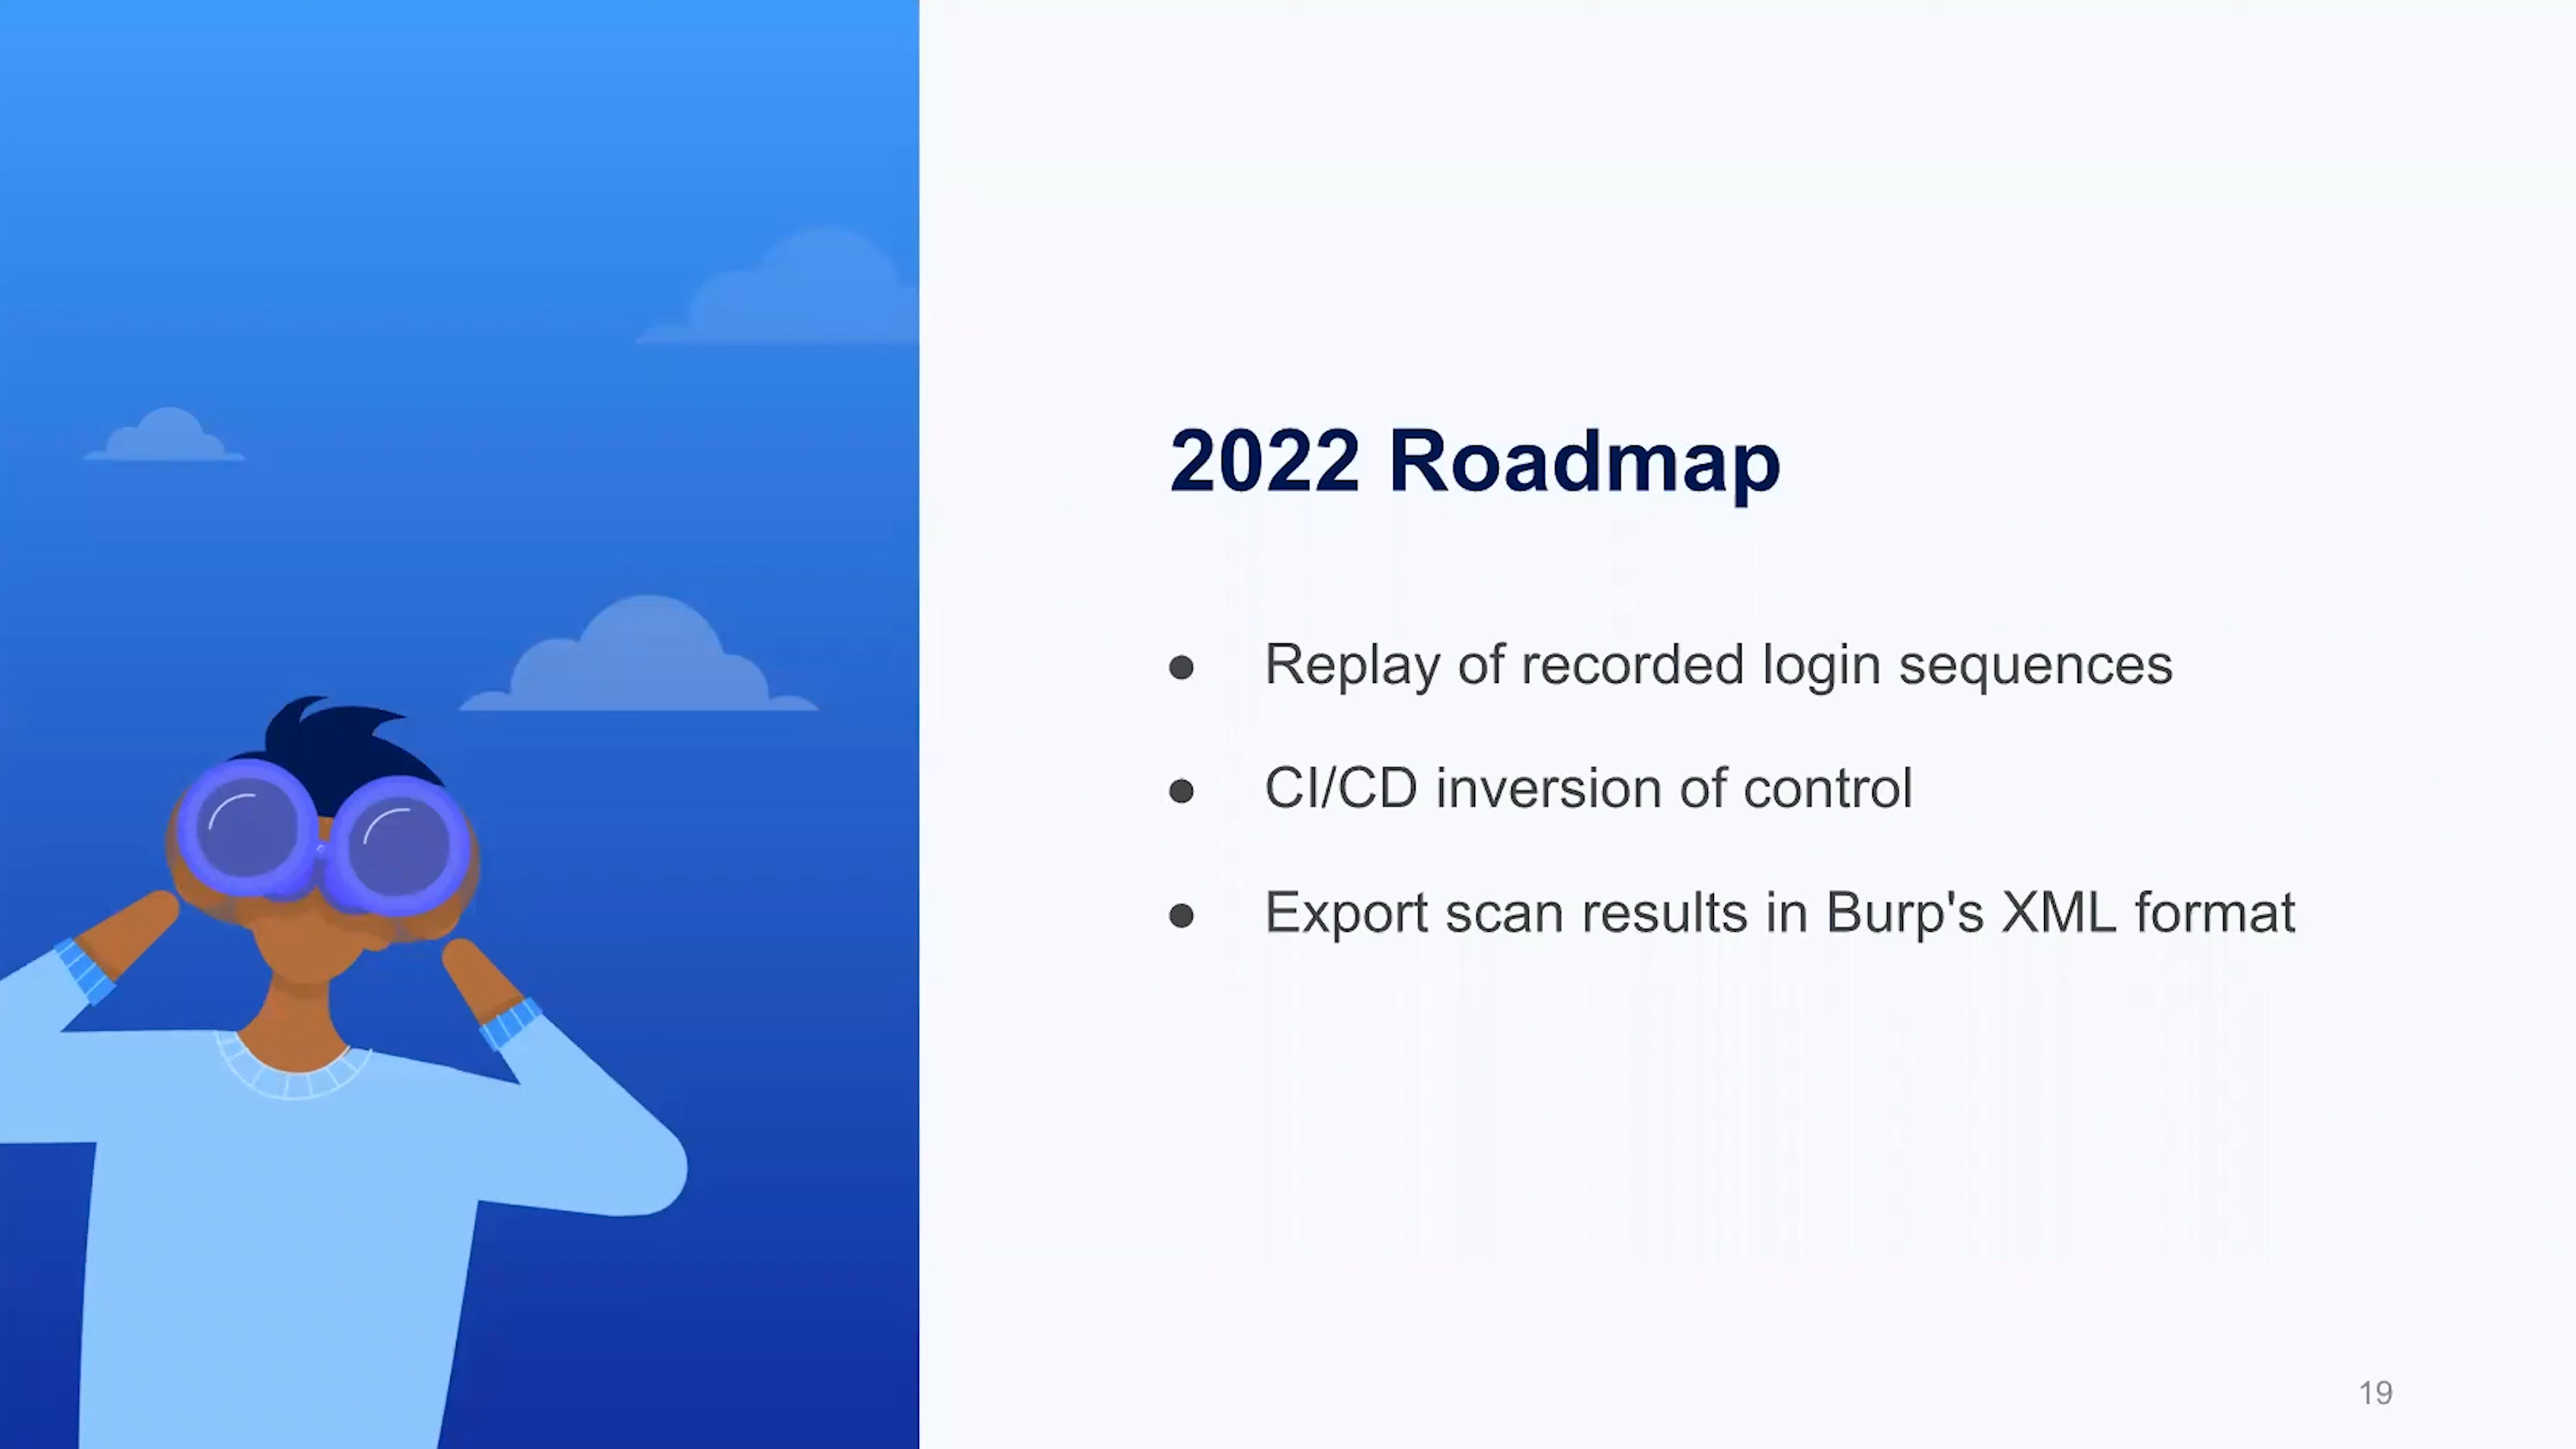 2022 Roadmap
● Replay of recorded login sequences
● CI/CD inversion of control
● Export scan results in Burp's XML format
19